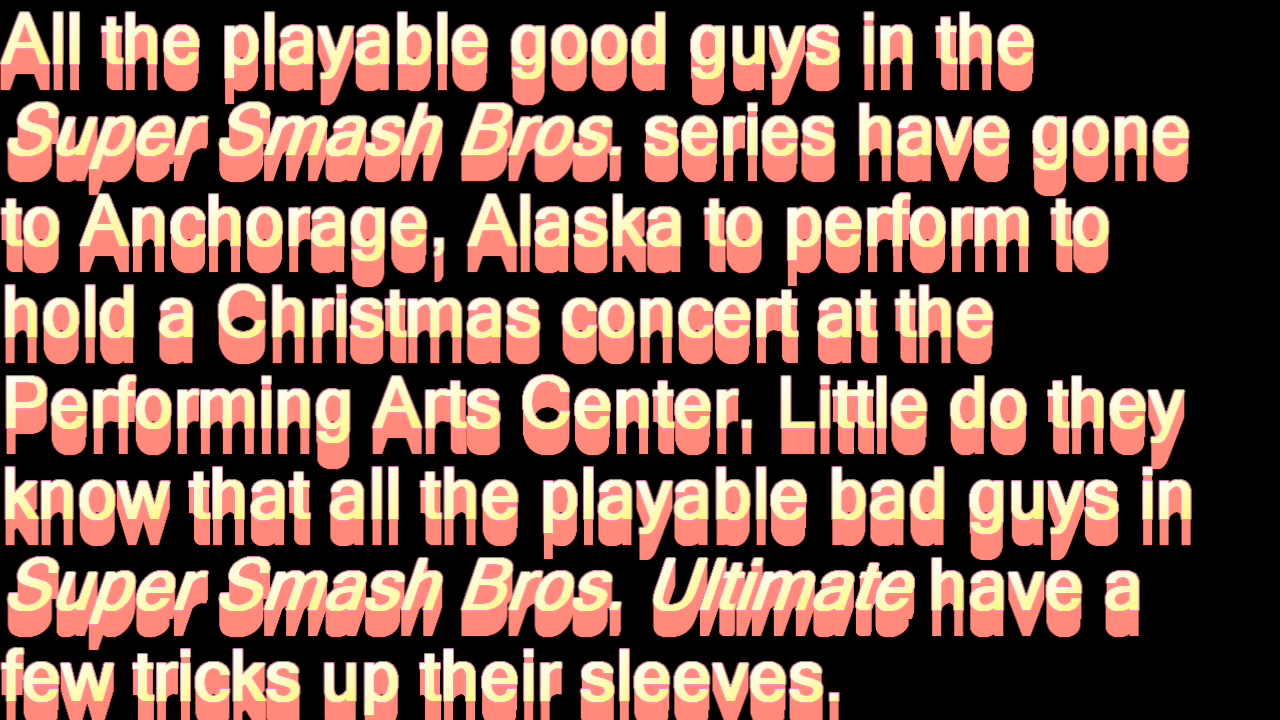 All the playable good guys in the
Super Smash Bros. series have gone
to Anchorage, Alaska to perform to
hold a Christmas concert at the
Performing Arts Center. Little do they
know that all the playable bad guys in
Super Smash Bros. Ultimate have a
few tricks up their sleeves.